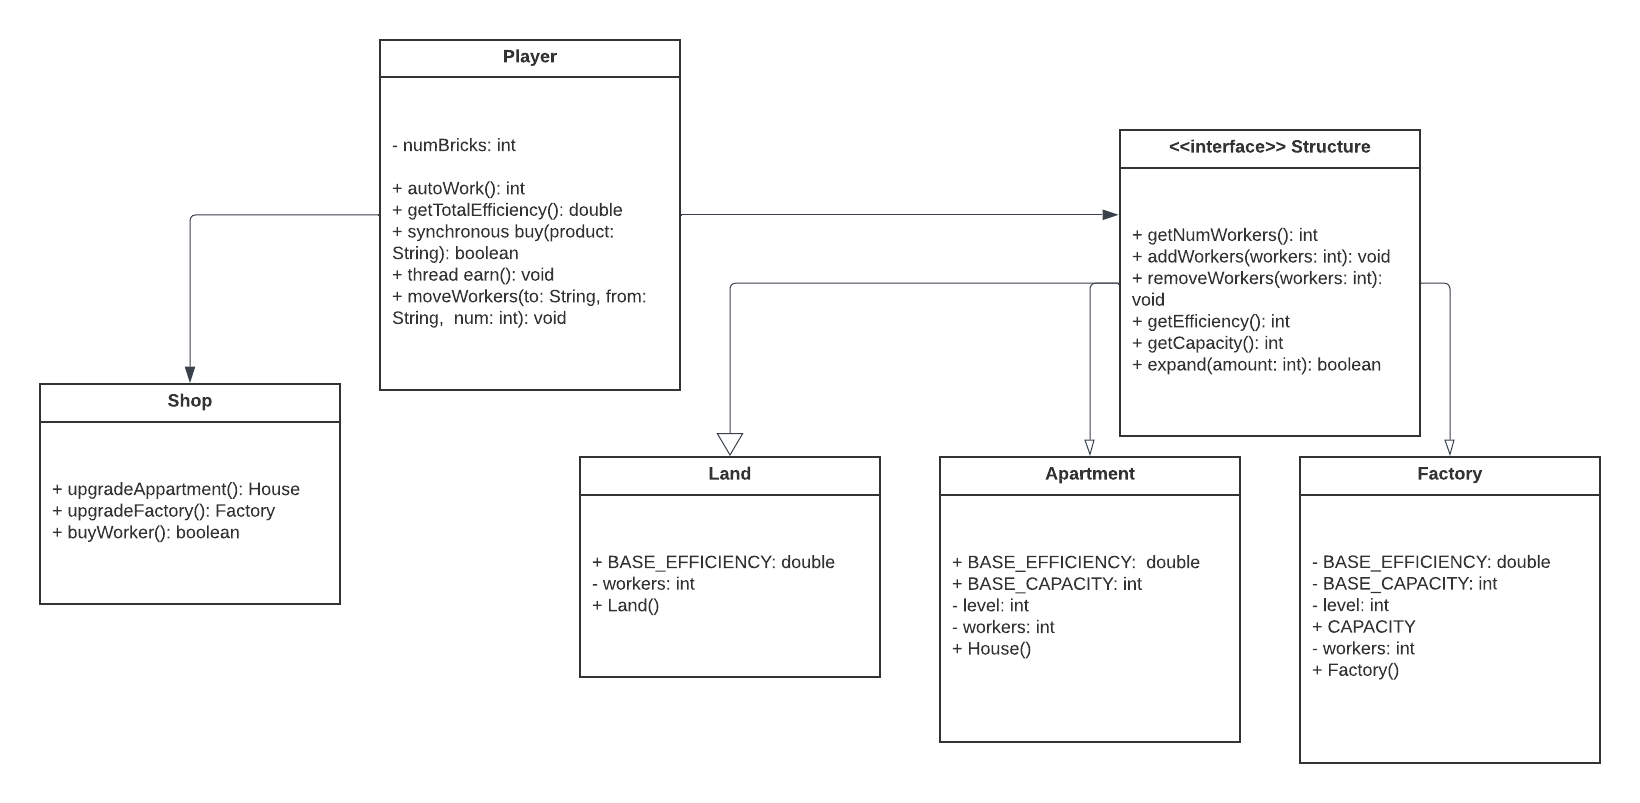 Player
- numBricks: int
+ autoWork(): int
+ getTotalEfficiency(): double
+ synchronous buy(product:
String): boolean
+ thread earn(): void
+ moveWorkers(to: String, from:
String,  num: int): void
<<interface>> Structure
+ getNumWorkers(): int
+ addWorkers(workers: int): void
+ removeWorkers(workers: int):
void
+ getEfficiency(): int
+ getCapacity(): int
+ expand(amount: int): boolean
Shop
+ upgradeAppartment(): House
+ upgradeFactory(): Factory
+ buyWorker(): boolean
Land
+ BASE_EFFICIENCY: double
- workers: int
+ Land()
Apartment
+ BASE_EFFICIENCY:  double
+ BASE_CAPACITY: int
- level: int
- workers: int
+ House()
Factory
- BASE_EFFICIENCY: double
- BASE_CAPACITY: int
- level: int
+ CAPACITY
- workers: int
+ Factory()